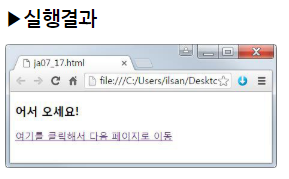 ▶실행결과
ja07_17.html
file:///C:/Users/ilsan/Desktc
어서 오세요!
여기를 클릭해서 다음 페이지로 이동